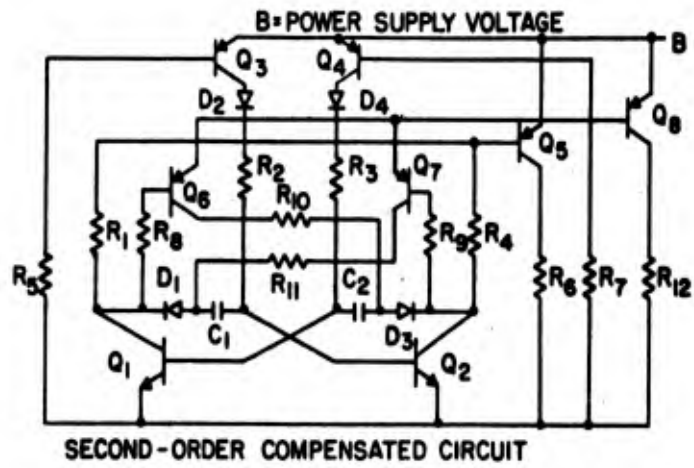 B=POWER SUPPLY VOLTAGE
B
Q3
Q4
D2
D4
Q8
Q5
Q6
R2
R3
Q7
R10
R1
R8
R9
R4
R11
R5
D1
C1
C2
D3
R6
R7
R12
Q1
Q2
SECOND-ORDER COMPENSATED CIRCUIT